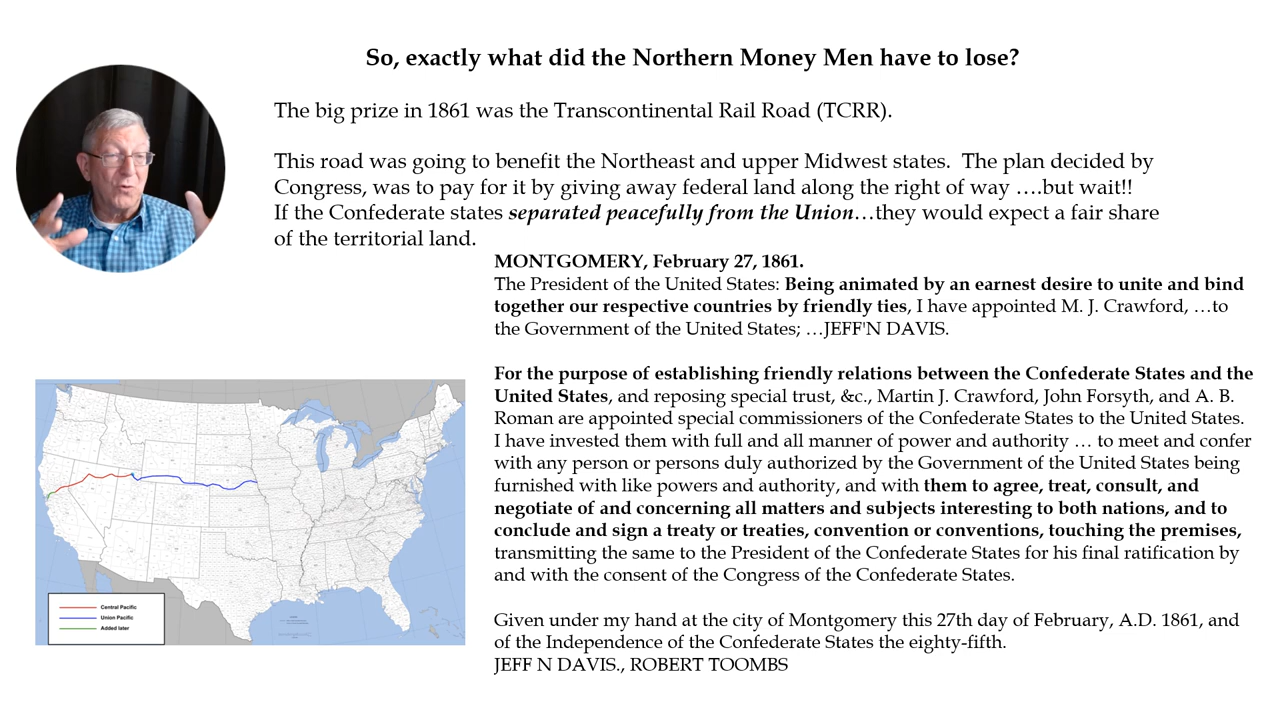 So, exactly what did the Northern Money Men have to lose?
The big prize in 1861 was the Transcontinental Rail Road (TCRR).
This road was going to benefit the Northeast and upper Midwest states.  The plan decided by
Congress, was to pay for it by giving away federal land along the right of way ….but wait!!
If the Confederate states separated peacefully from the Union…they would expect a fair share
of the territorial land.
MONTGOMERY, February 27, 1861.
The President of the United States: Being animated by an earnest desire to unite and bind
together our respective countries by friendly ties, I have appointed M. J. Crawford, …to
the Government of the United States; …JEFF'N DAVIS.
For the purpose of establishing friendly relations between the Confederate States and the
United States, and reposing special trust, &c., Martin J. Crawford, John Forsyth, and A. B.
Roman are appointed special commissioners of the Confederate States to the United States.
I have invested them with full and all manner of power and authority … to meet and confer
with any person or persons duly authorized by the Government of the United States being
furnished with like powers and authority, and with them to agree, treat, consult, and
negotiate of and concerning all matters and subjects interesting to both nations, and to
conclude and sign a treaty or treaties, convention or conventions, touching the premises,
transmitting the same to the President of the Confederate States for his final ratification by
and with the consent of the Congress of the Confederate States.
Given under my hand at the city of Montgomery this 27th day of February, A.D. 1861, and
of the Independence of the Confederate States the eighty-fifth.
JEFF N DAVIS., ROBERT TOOMBS
Central Pacific
Union Pacific
Added later